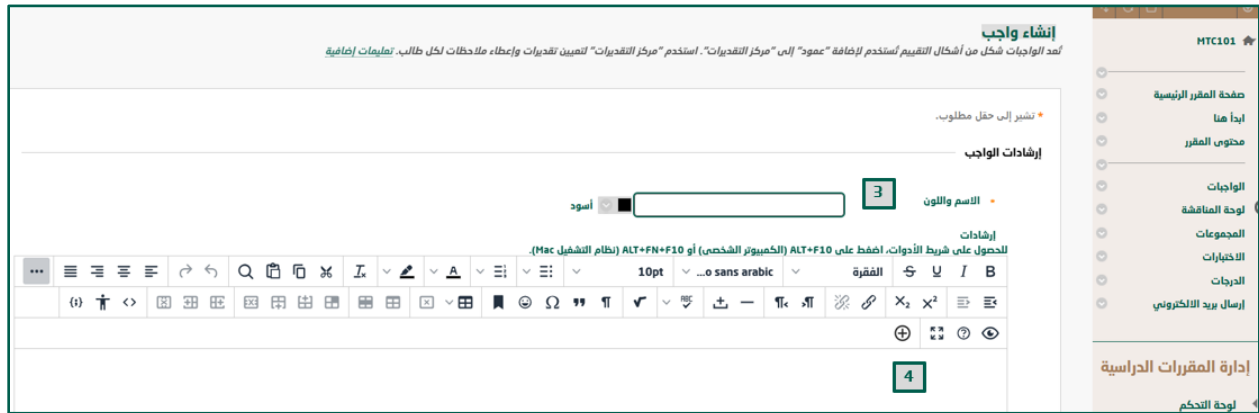 إنشاء واجب
تُعد الواجبات شكل من أشكال التقييم تُستخدم لإضافة "عمود" إلى "مركز التقديرات". استخدم "مركز التقديرات" لتعيين تقديرات وإعطاء ملاحظات لكل طالب. تعليمات إضافية
* تشير إلى حقل مطلوب.
إرشادات الواجب
* الاسم واللون
3
أسود
إرشادات
للحصول على شريط الأدوات، اضغط على ALT+F10 (الكمبيوتر الشخصي) أو ALT+FN+F10 (نظام التشغيل Mac).
B I U S الفقرة ...o sans arabic 10pt
4
MTC101
صفحة المقرر الرئيسية
ابدأ هنا
محتوى المقرر
الواجبات
لوحة المناقشة
المجموعات
الاختبارات
الدرجات
إرسال بريد الالكتروني
إدارة المقررات الدراسية
لوحة التحكم